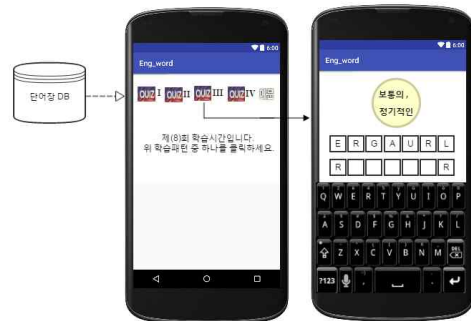 단어장 DB
6:00
Eng_word
QUIZ I QUIZ II QUIZ III QUIZ IV
제(8)회 학습시간입니다.
위 학습패턴 중 하나를 클릭하세요.
6:00
Eng_word
보통의,
정기적인
E R G A U R L
R R
Q W E R T Y U I O P
A S D F G H J K L
Z X C V B N M DEL
?123